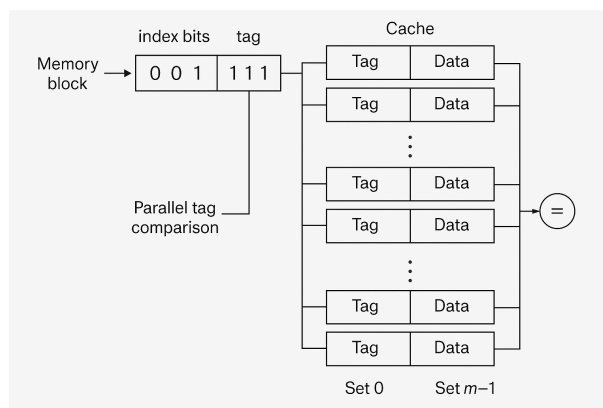 index bits
tag
Cache
Memory
block
0 0 1
1 1 1
Tag
Data
Tag
Data
Tag
Data
Tag
Data
Parallel tag
comparison
=
Tag
Data
Tag
Data
Set 0
Set m–1